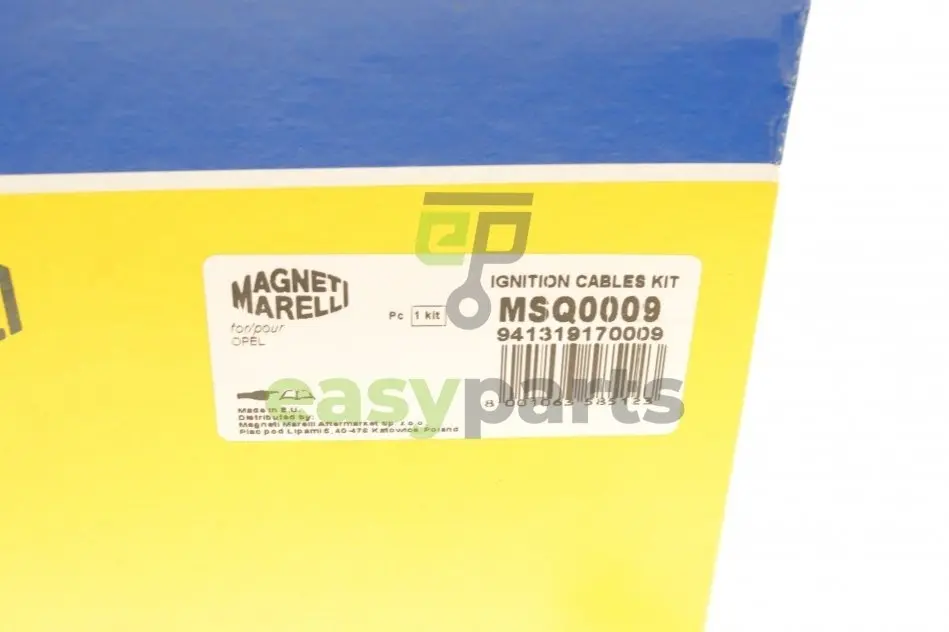 MAGNETI
MARELLI
for/pour
OPEL
Pc 1 kit
IGNITION CABLES KIT
MSQ0009
941319170009
Made in E.U.
Distributed by:
Magneti Marelli Aftermarket Sp. z o.o.
Plac pod Lipami 5, 40-476 Katowice, Poland
ep
easyparts